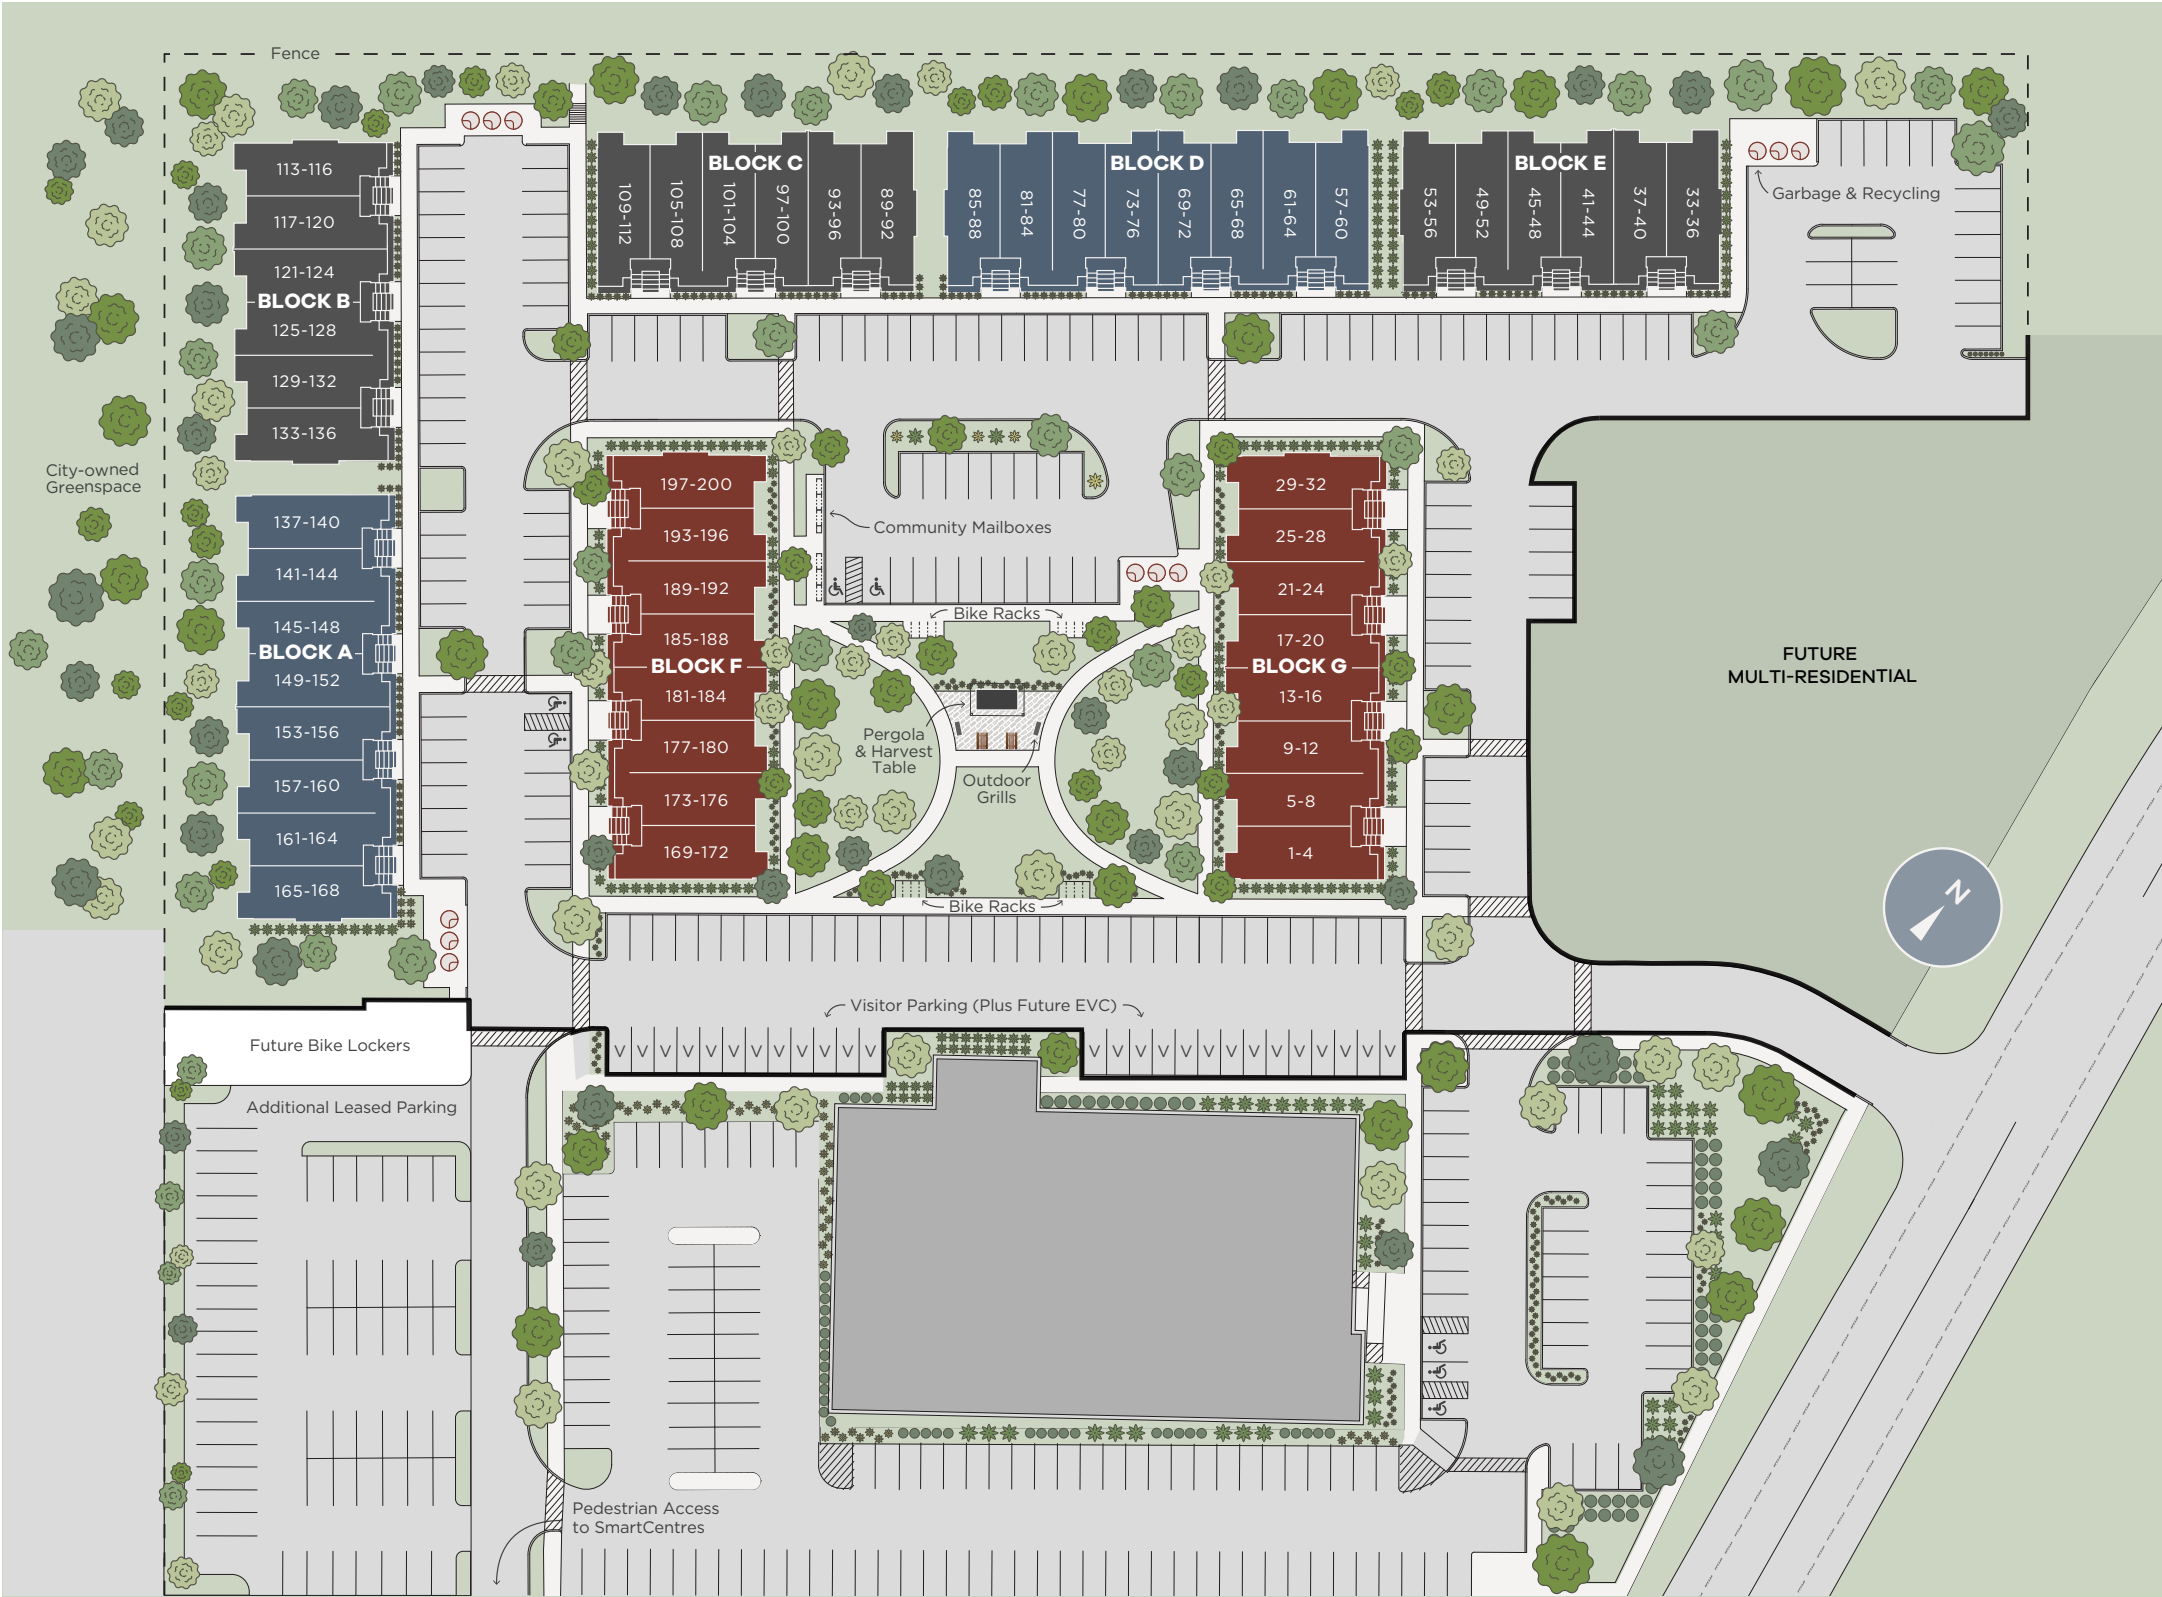 Fence
BLOCK C
109-112
105-108
101-104
97-100
93-96
89-92
BLOCK D
85-88
81-84
77-80
73-76
69-72
65-68
61-64
57-60
BLOCK E
53-56
49-52
45-48
41-44
37-40
33-36
Garbage & Recycling
113-116
117-120
121-124
BLOCK B
125-128
129-132
133-136
City-owned
Greenspace
137-140
141-144
145-148
BLOCK A
149-152
153-156
157-160
161-164
165-168
197-200
193-196
189-192
185-188
BLOCK F
181-184
177-180
173-176
169-172
Community Mailboxes
Bike Racks
Pergola
& Harvest
Table
Outdoor
Grills
Bike Racks
29-32
25-28
21-24
17-20
BLOCK G
13-16
9-12
5-8
1-4
FUTURE
MULTI-RESIDENTIAL
N
Visitor Parking (Plus Future EVC)
V V V V V V V V V V V V V V
V V V V V V V V V V V V V V
Future Bike Lockers
Additional Leased Parking
Pedestrian Access
to SmartCentres